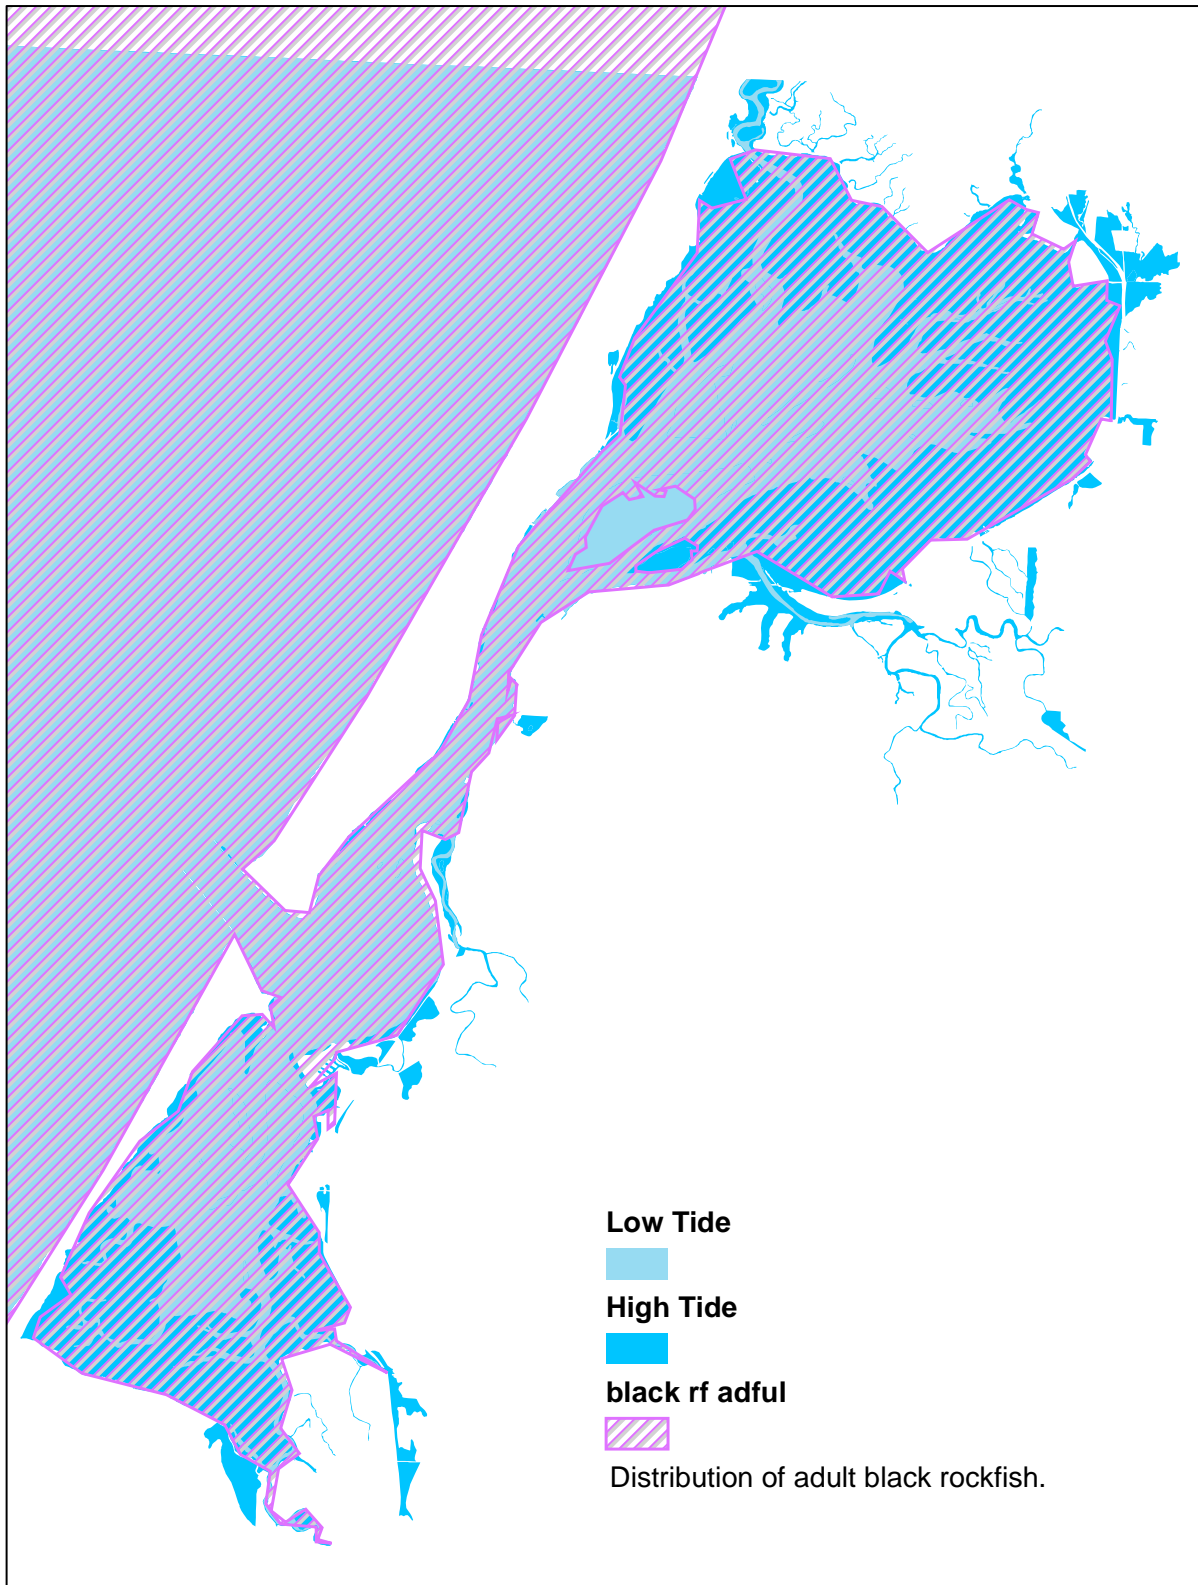 Low Tide
High Tide
black rf adful
Distribution of adult black rockfish.